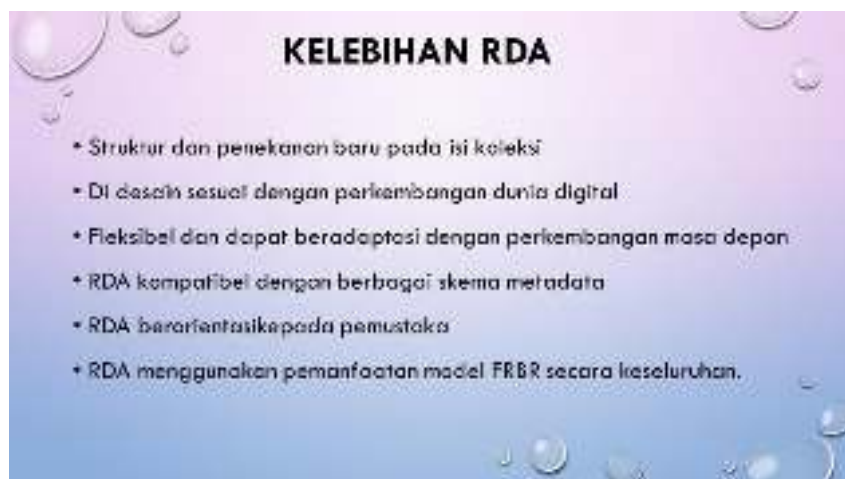 KELEBIHAN RDA
• Struktur dan penekanan baru pada isi koleksi
• Di desain sesuai dengan perkembangan dunia digital
• Fleksibel dan dapat beradaptasi dengan perkembangan masa depan
• RDA kompatibel dengan berbagai skema metadata
• RDA berorientasikepada pemustaka
• RDA menggunakan pemanfaatan model FRBR secara keseluruhan.